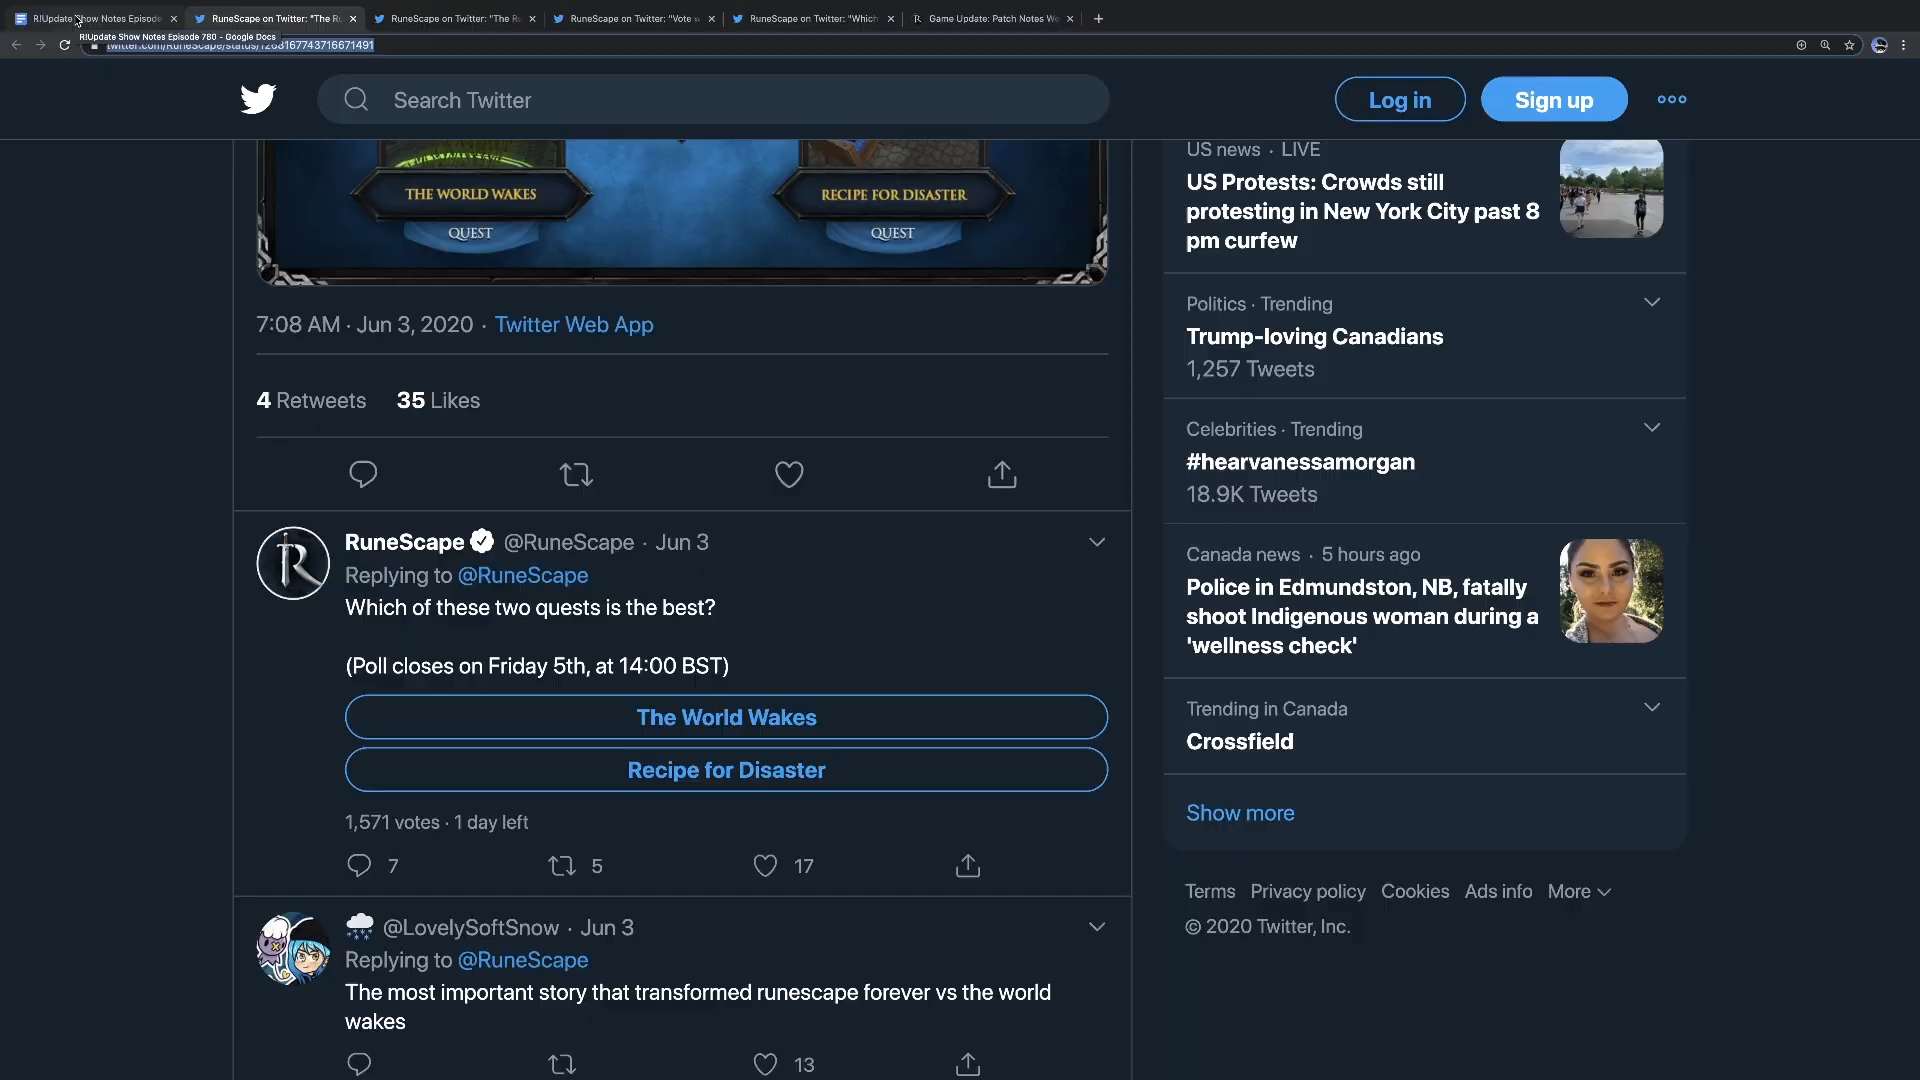 R!Update Show Notes Episode
RuneScape on Twitter: "The Ru
RuneScape on Twitter: "The R
RuneScape on Twitter: "Vote w
RuneScape on Twitter: "Which
Game Update: Patch Notes We
R!Update Show Notes Episode 780 - Google Docs
Search Twitter
Log in
Sign up
THE WORLD WAKES
QUEST
RECIPE FOR DISASTER
QUEST
7:08 AM · Jun 3, 2020 · Twitter Web App
4 Retweets 35 Likes
RuneScape @RuneScape · Jun 3
Replying to @RuneScape
Which of these two quests is the best?
(Poll closes on Friday 5th, at 14:00 BST)
The World Wakes
Recipe for Disaster
1,571 votes · 1 day left
7 5 17
@LovelySoftSnow · Jun 3
Replying to @RuneScape
The most important story that transformed runescape forever vs the world
wakes
13
US news · LIVE
US Protests: Crowds still
protesting in New York City past 8
pm curfew
Politics · Trending
Trump-loving Canadians
1,257 Tweets
Celebrities · Trending
#hearvanessamorgan
18.9K Tweets
Canada news · 5 hours ago
Police in Edmundston, NB, fatally
shoot Indigenous woman during a
'wellness check'
Trending in Canada
Crossfield
Show more
Terms Privacy policy Cookies Ads info More
© 2020 Twitter, Inc.